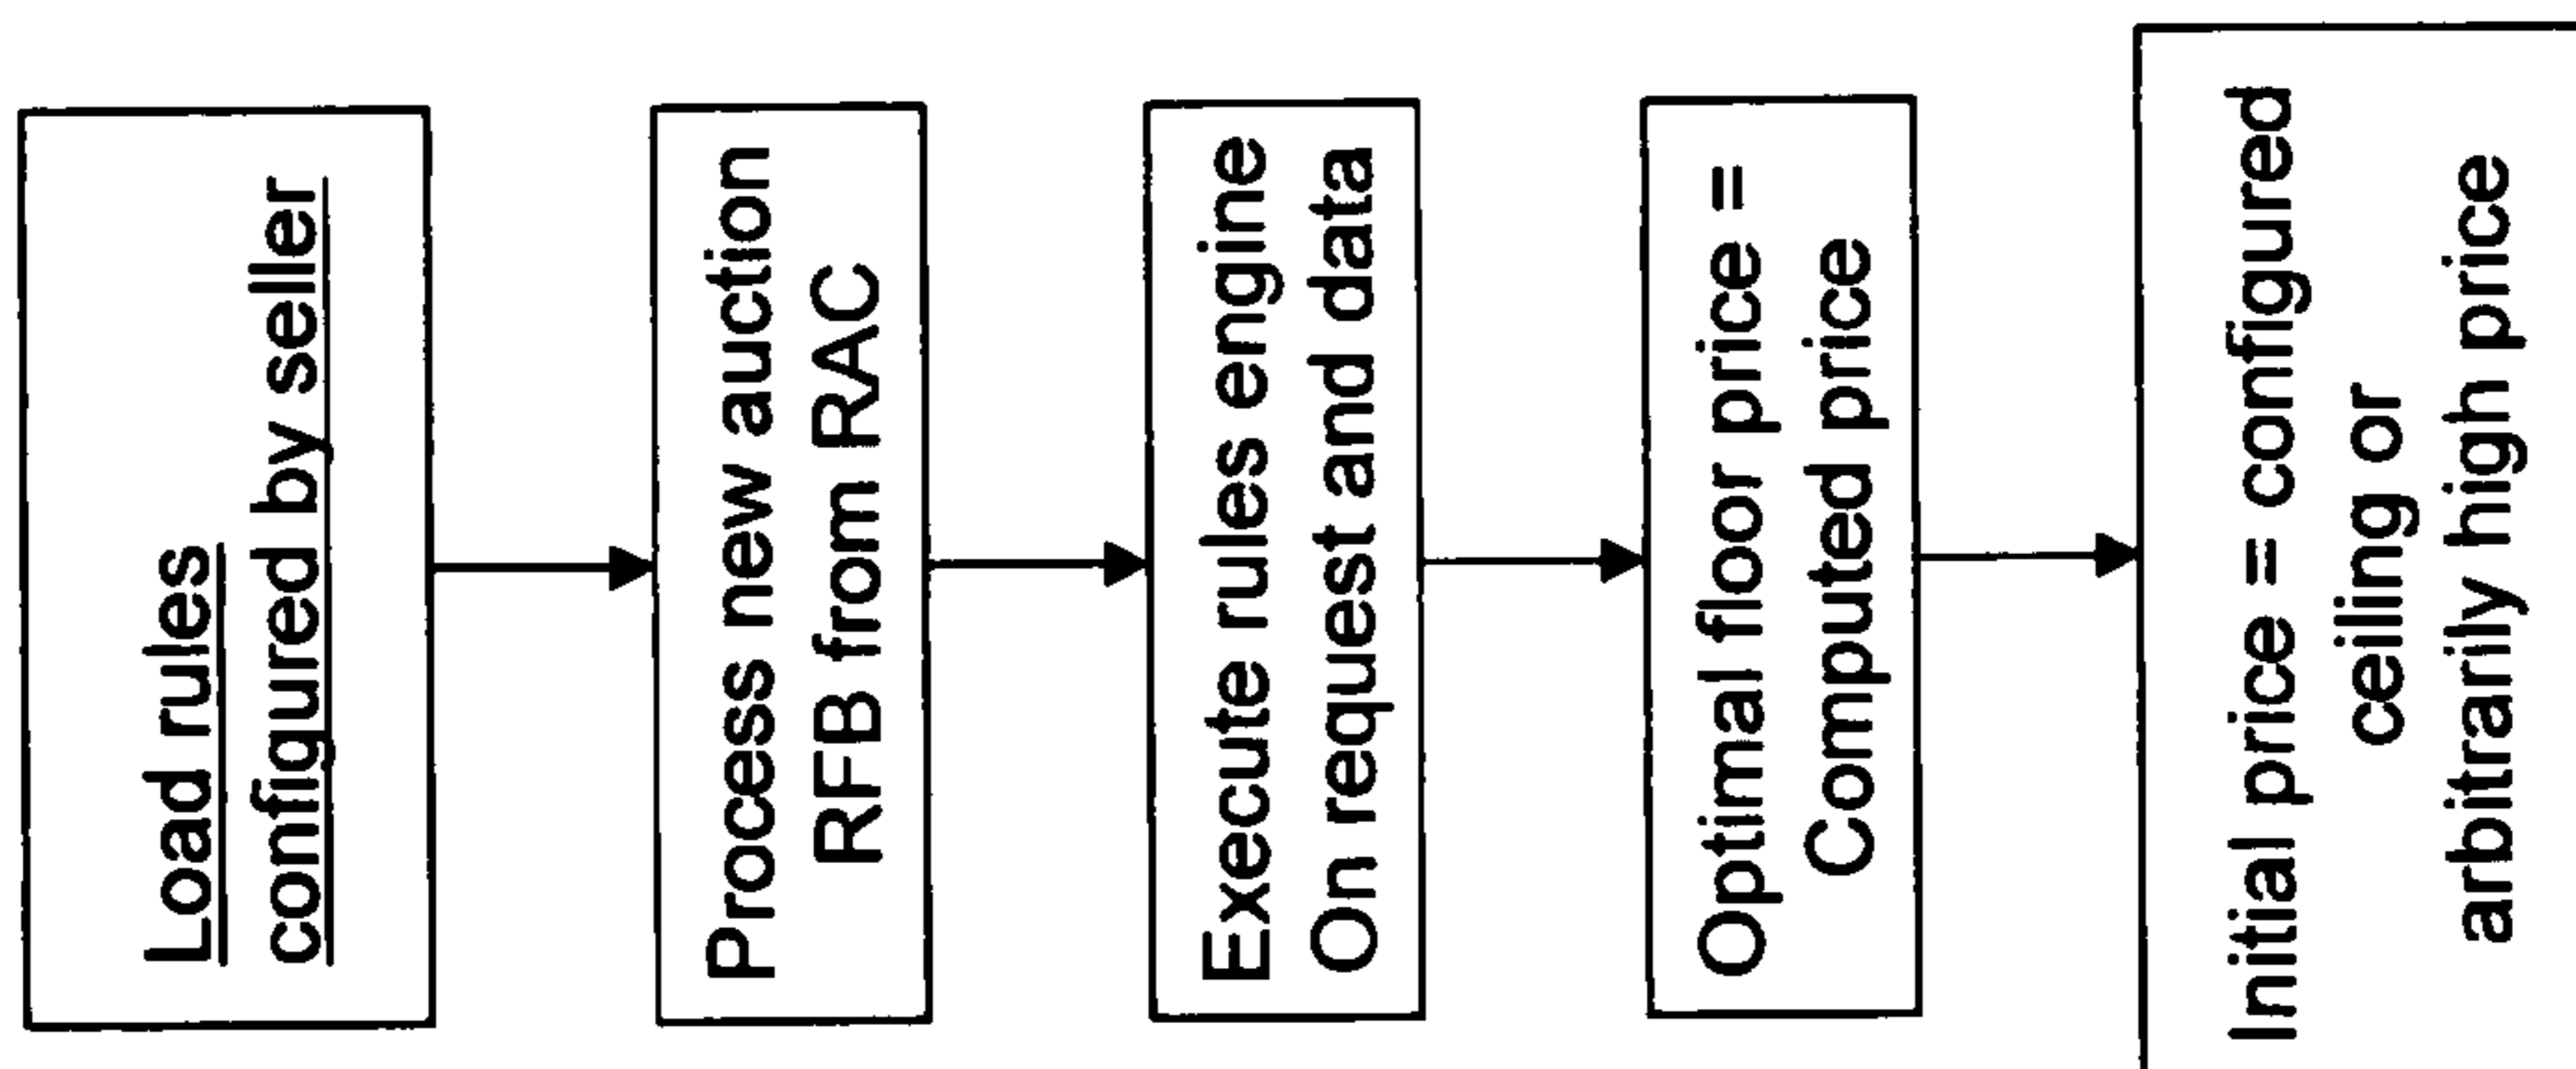 Load rules
configured by seller
Process new auction
RFB from RAC
Execute rules engine
On request and data
Optimal floor price =
Computed price
Initial price = configured
ceiling or
arbitrarily high price